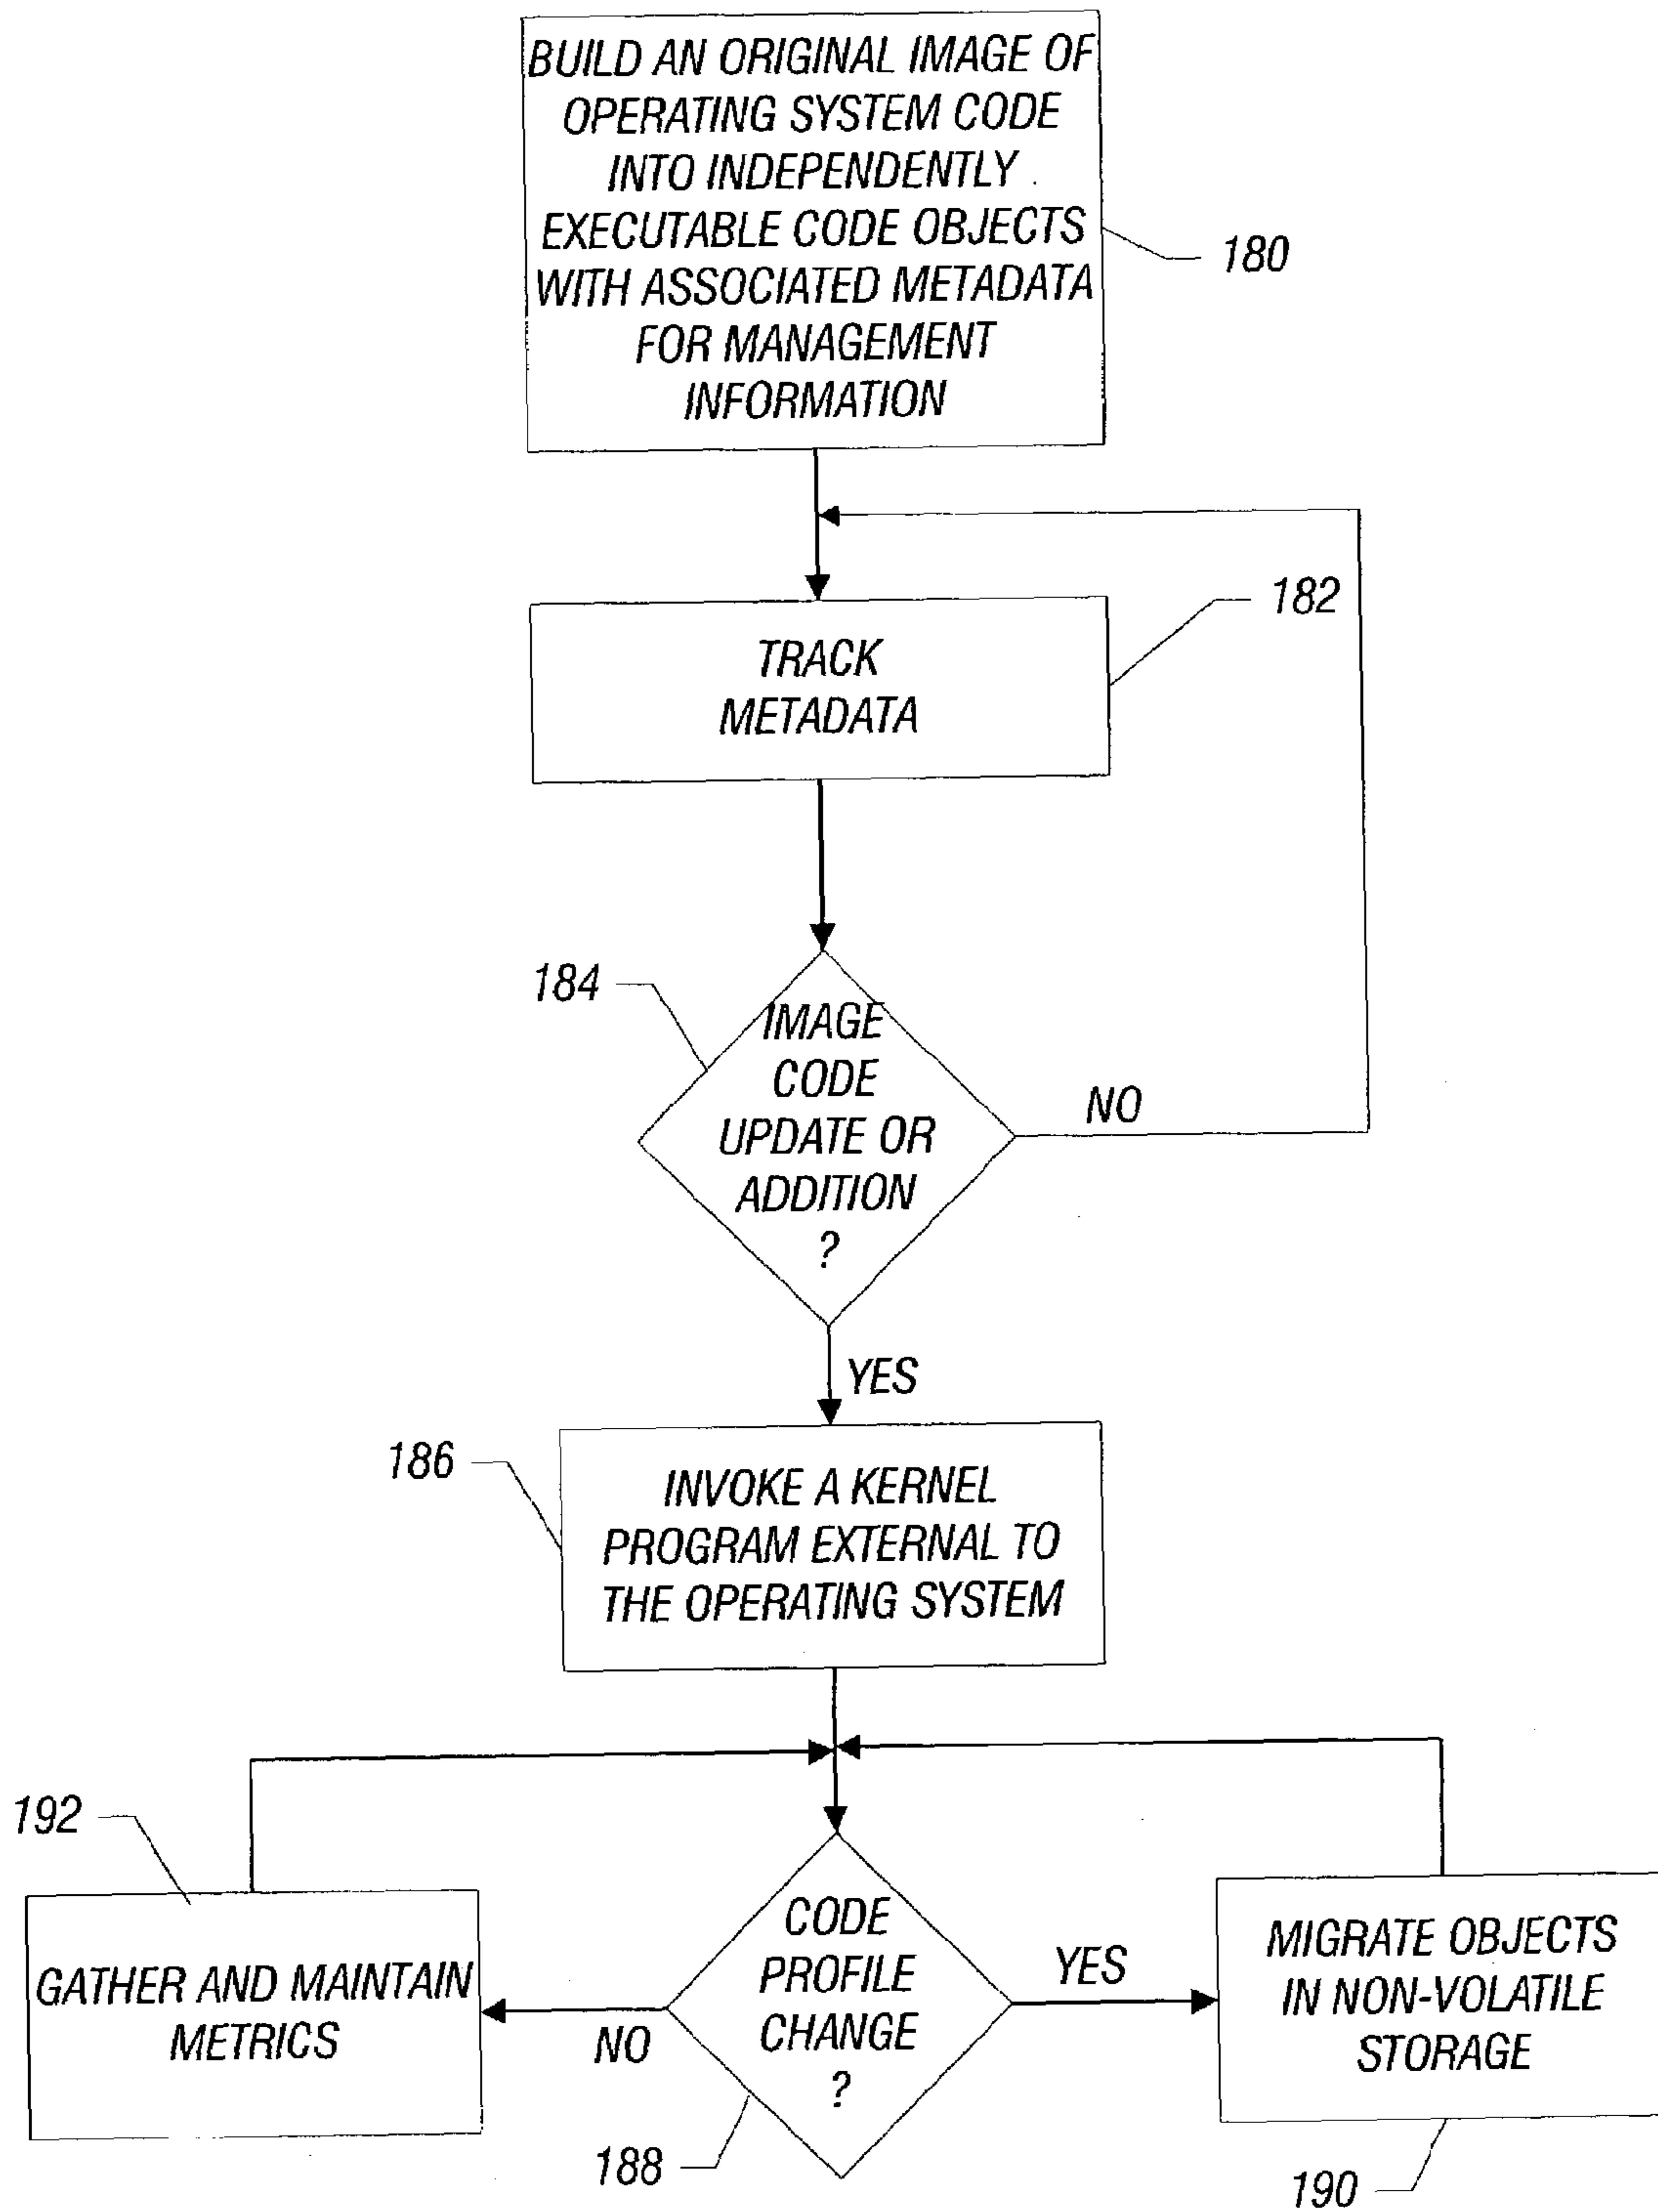 BUILD AN ORIGINAL IMAGE OF
OPERATING SYSTEM CODE
INTO INDEPENDENTLY
EXECUTABLE CODE OBJECTS
WITH ASSOCIATED METADATA
FOR MANAGEMENT
INFORMATION
180
182
TRACK
METADATA
184
IMAGE
CODE
UPDATE OR
ADDITION
?
NO
YES
186
INVOKE A KERNEL
PROGRAM EXTERNAL TO
THE OPERATING SYSTEM
192
GATHER AND MAINTAIN
METRICS
NO
CODE
PROFILE
CHANGE
?
188
YES
MIGRATE OBJECTS
IN NON-VOLATILE
STORAGE
190